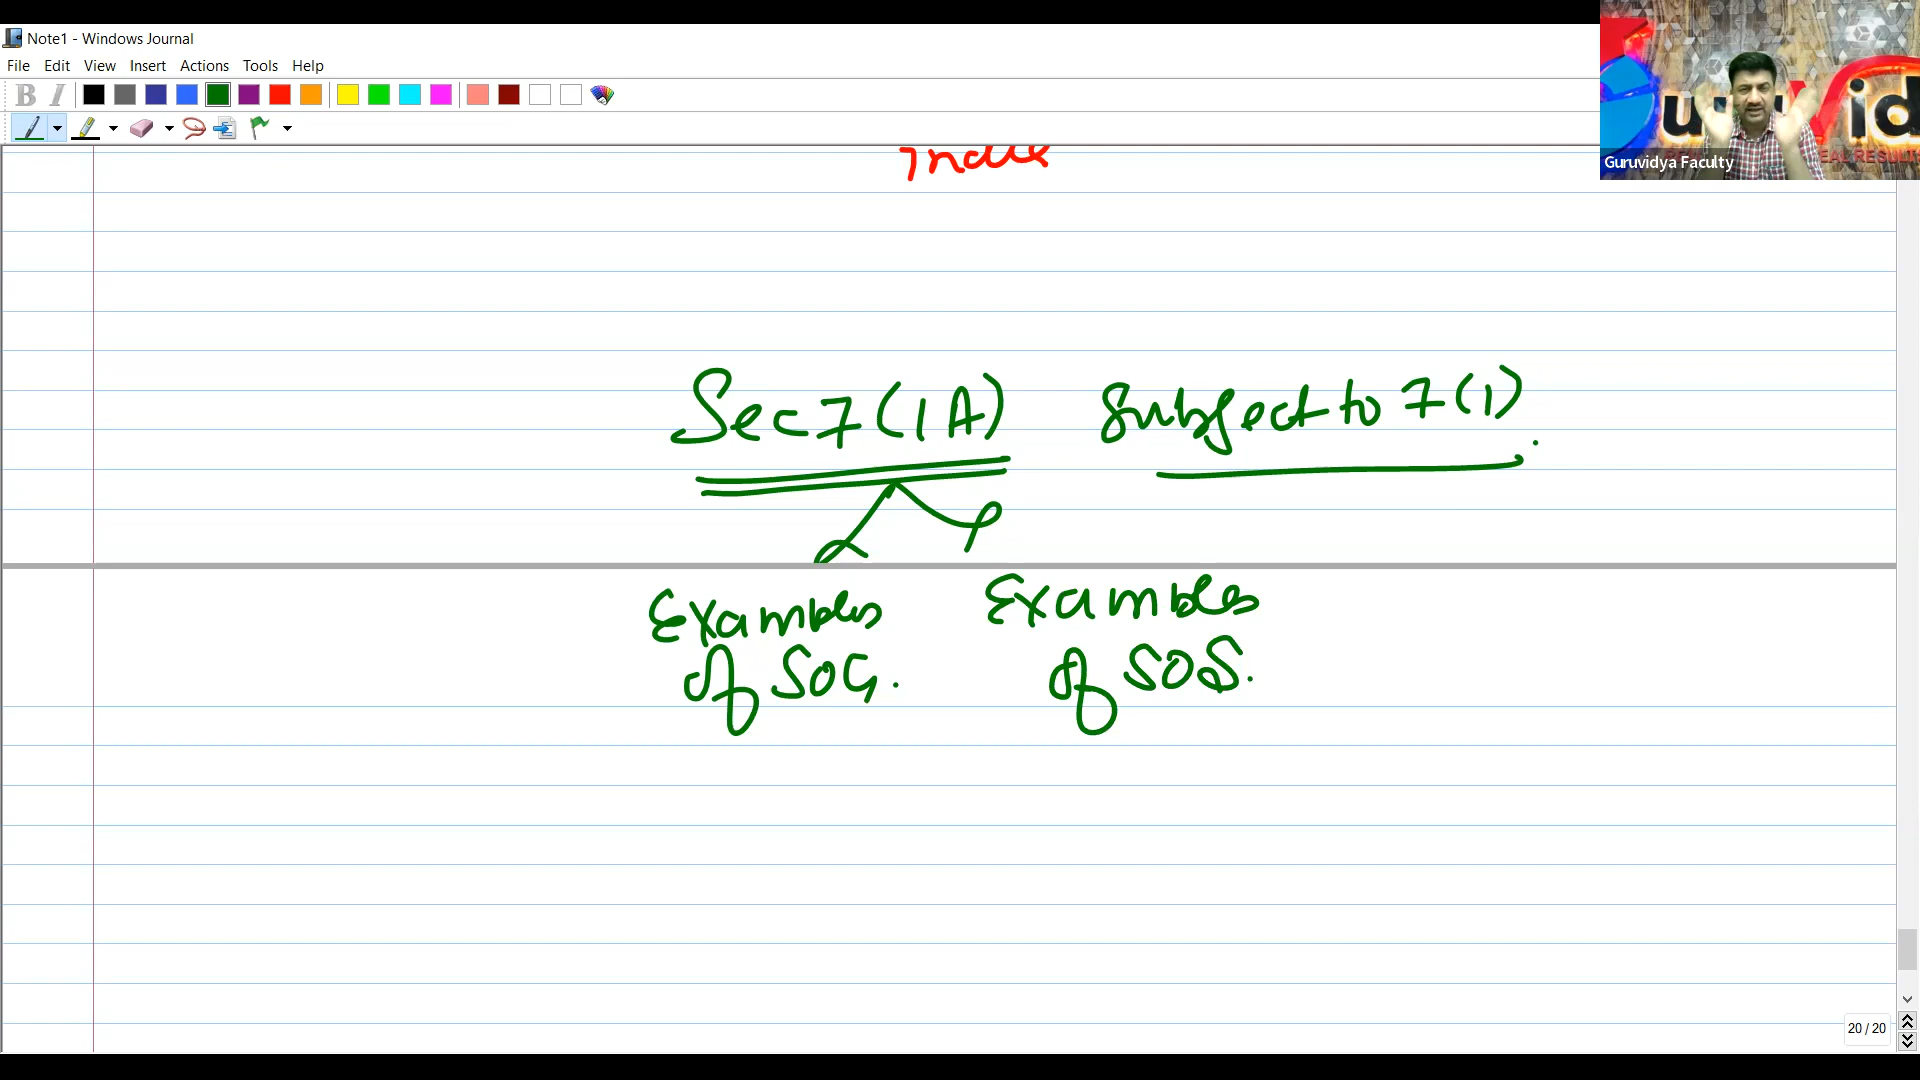 Note1 - Windows Journal
File Edit View Insert Actions Tools Help
B I
Guruvidya Faculty
Sec 7 (1A) Subject to 7(1).
Examples Examples
of SOG. of SOS.
20 / 20